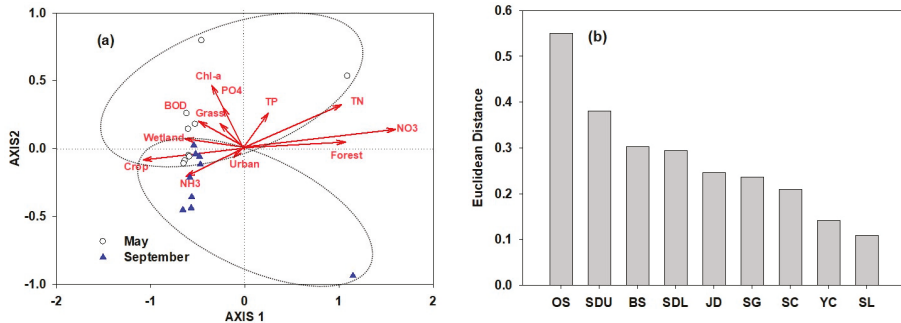 (a)
AXIS2
1.0
0.5
0.0
-0.5
-1.0
Chl-a
PO4
BOD
Grass
TP
TN
NO3
Wetland
Forest
Crop
Urban
NH3
May
September
-2
-1
0
1
2
AXIS 1
(b)
Euclidean Distance
0.6
0.5
0.4
0.3
0.2
0.1
0.0
OS
SDU
BS
SDL
JD
SG
SC
YC
SL